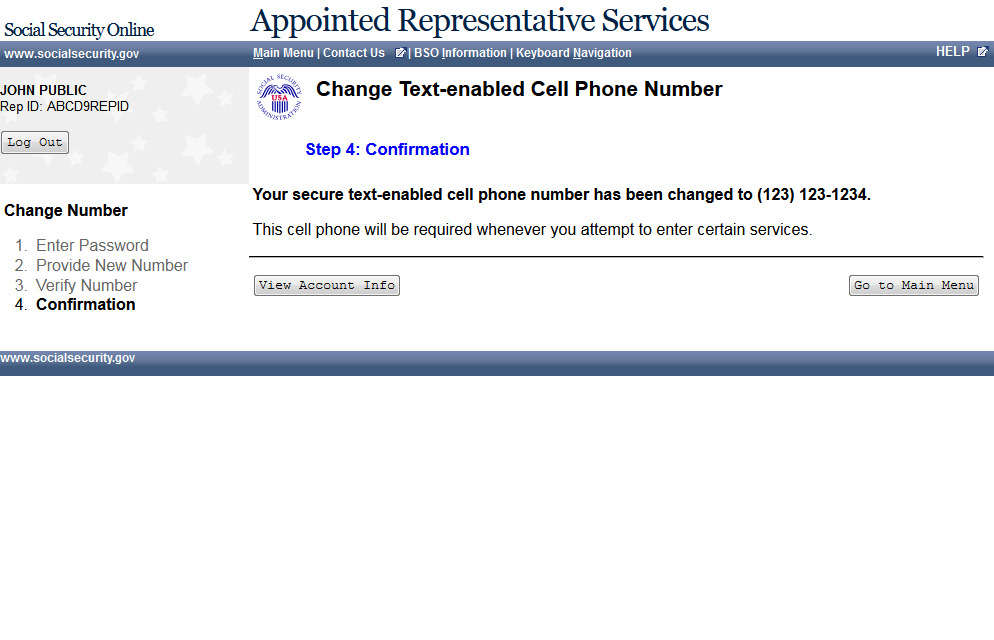 Social Security Online
Appointed Representative Services
www.socialsecurity.gov
Main Menu | Contact Us | BSO Information | Keyboard Navigation
HELP
JOHN PUBLIC
Rep ID: ABCD9REPID
Log Out
SOCIAL SECURITY ADMINISTRATION
USA
Change Text-enabled Cell Phone Number
Step 4: Confirmation
Change Number
1. Enter Password
2. Provide New Number
3. Verify Number
4. Confirmation
Your secure text-enabled cell phone number has been changed to (123) 123-1234.
This cell phone will be required whenever you attempt to enter certain services.
View Account Info
Go to Main Menu
www.socialsecurity.gov